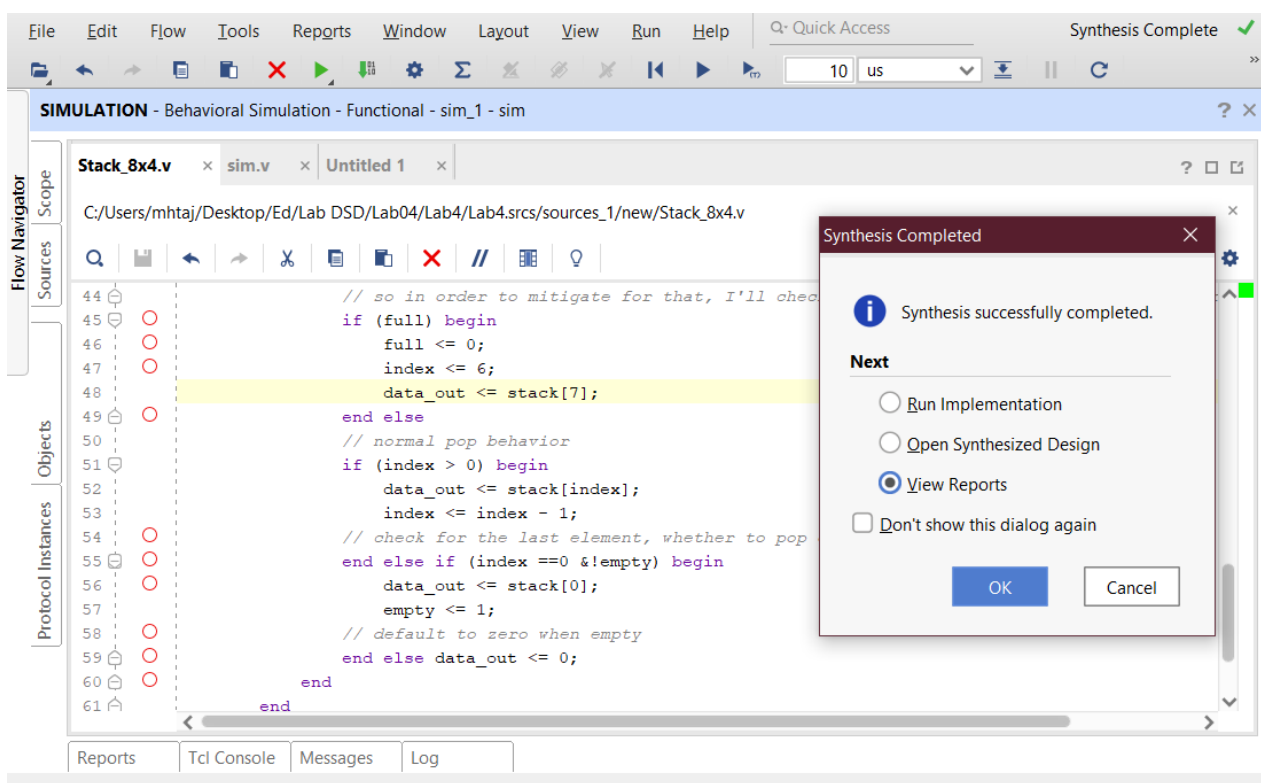 File Edit Flow Tools Reports Window Layout View Run Help Quick Access Synthesis Complete
10 us
SIMULATION - Behavioral Simulation - Functional - sim_1 - sim
Flow Navigator
Scope
Sources
Objects
Protocol Instances
Stack_8x4.v sim.v Untitled 1
C:/Users/mhtaj/Desktop/Ed/Lab DSD/Lab04/Lab4/Lab4.srcs/sources_1/new/Stack_8x4.v
44 // so in order to mitigate for that, I'll chec
45 if (full) begin
46 full <= 0;
47 index <= 6;
48 data_out <= stack[7];
49 end else
50 // normal pop behavior
51 if (index > 0) begin
52 data_out <= stack[index];
53 index <= index - 1;
54 // check for the last element, whether to pop
55 end else if (index ==0 &!empty) begin
56 data_out <= stack[0];
57 empty <= 1;
58 // default to zero when empty
59 end else data_out <= 0;
60 end
61 end
Synthesis Completed
Synthesis successfully completed.
Next
Run Implementation
Open Synthesized Design
View Reports
Don't show this dialog again
OK Cancel
Reports Tcl Console Messages Log